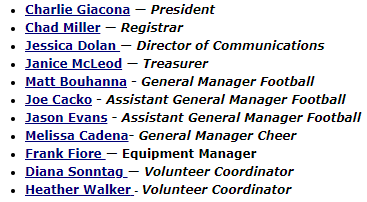 Charlie Giacona — President
Chad Miller — Registrar
Jessica Dolan — Director of Communications
Janice McLeod — Treasurer
Matt Bouhanna - General Manager Football
Joe Cacko - Assistant General Manager Football
Jason Evans - Assistant General Manager Football
Melissa Cadena- General Manager Cheer
Frank Fiore — Equipment Manager
Diana Sonntag — Volunteer Coordinator
Heather Walker - Volunteer Coordinator